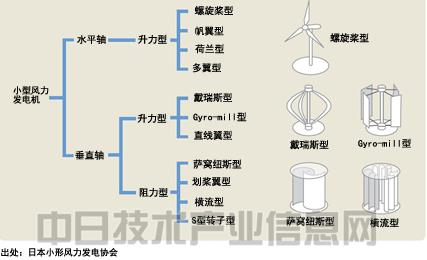 小型风力
发电机
水平轴
升力型
螺旋桨型
帆翼型
荷兰型
多翼型
垂直轴
升力型
戴瑞斯型
Gyro-mill型
直线翼型
阻力型
萨窝纽斯型
划桨翼型
横流型
S型转子型
螺旋桨型
戴瑞斯型
Gyro-mill型
萨窝纽斯型
横流型
中日技术产业信息网
出处：日本小形风力发电协会